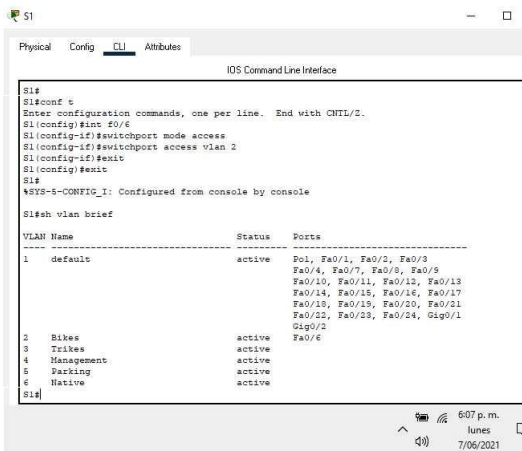 S1
Physical Config CLI Attributes
IOS Command Line Interface
S1#
S1#conf t
Enter configuration commands, one per line. End with CNTL/Z.
S1(config)#int f0/6
S1(config-if)#switchport mode access
S1(config-if)#switchport access vlan 2
S1(config-if)#exit
S1(config)#exit
S1#
%SYS-5-CONFIG_I: Configured from console by console
S1#sh vlan brief
VLAN Name Status Ports
---- -------------------------------- --------- -------------------------------
1 default active Po1, Fa0/1, Fa0/2, Fa0/3
Fa0/4, Fa0/7, Fa0/8, Fa0/9
Fa0/10, Fa0/11, Fa0/12, Fa0/13
Fa0/14, Fa0/15, Fa0/16, Fa0/17
Fa0/18, Fa0/19, Fa0/20, Fa0/21
Fa0/22, Fa0/23, Fa0/24, Gig0/1
Gig0/2
2 Bikes active Fa0/6
3 Trikes active
4 Management active
5 Parking active
6 Native active
S1#
6:07 p. m.
lunes
7/06/2021